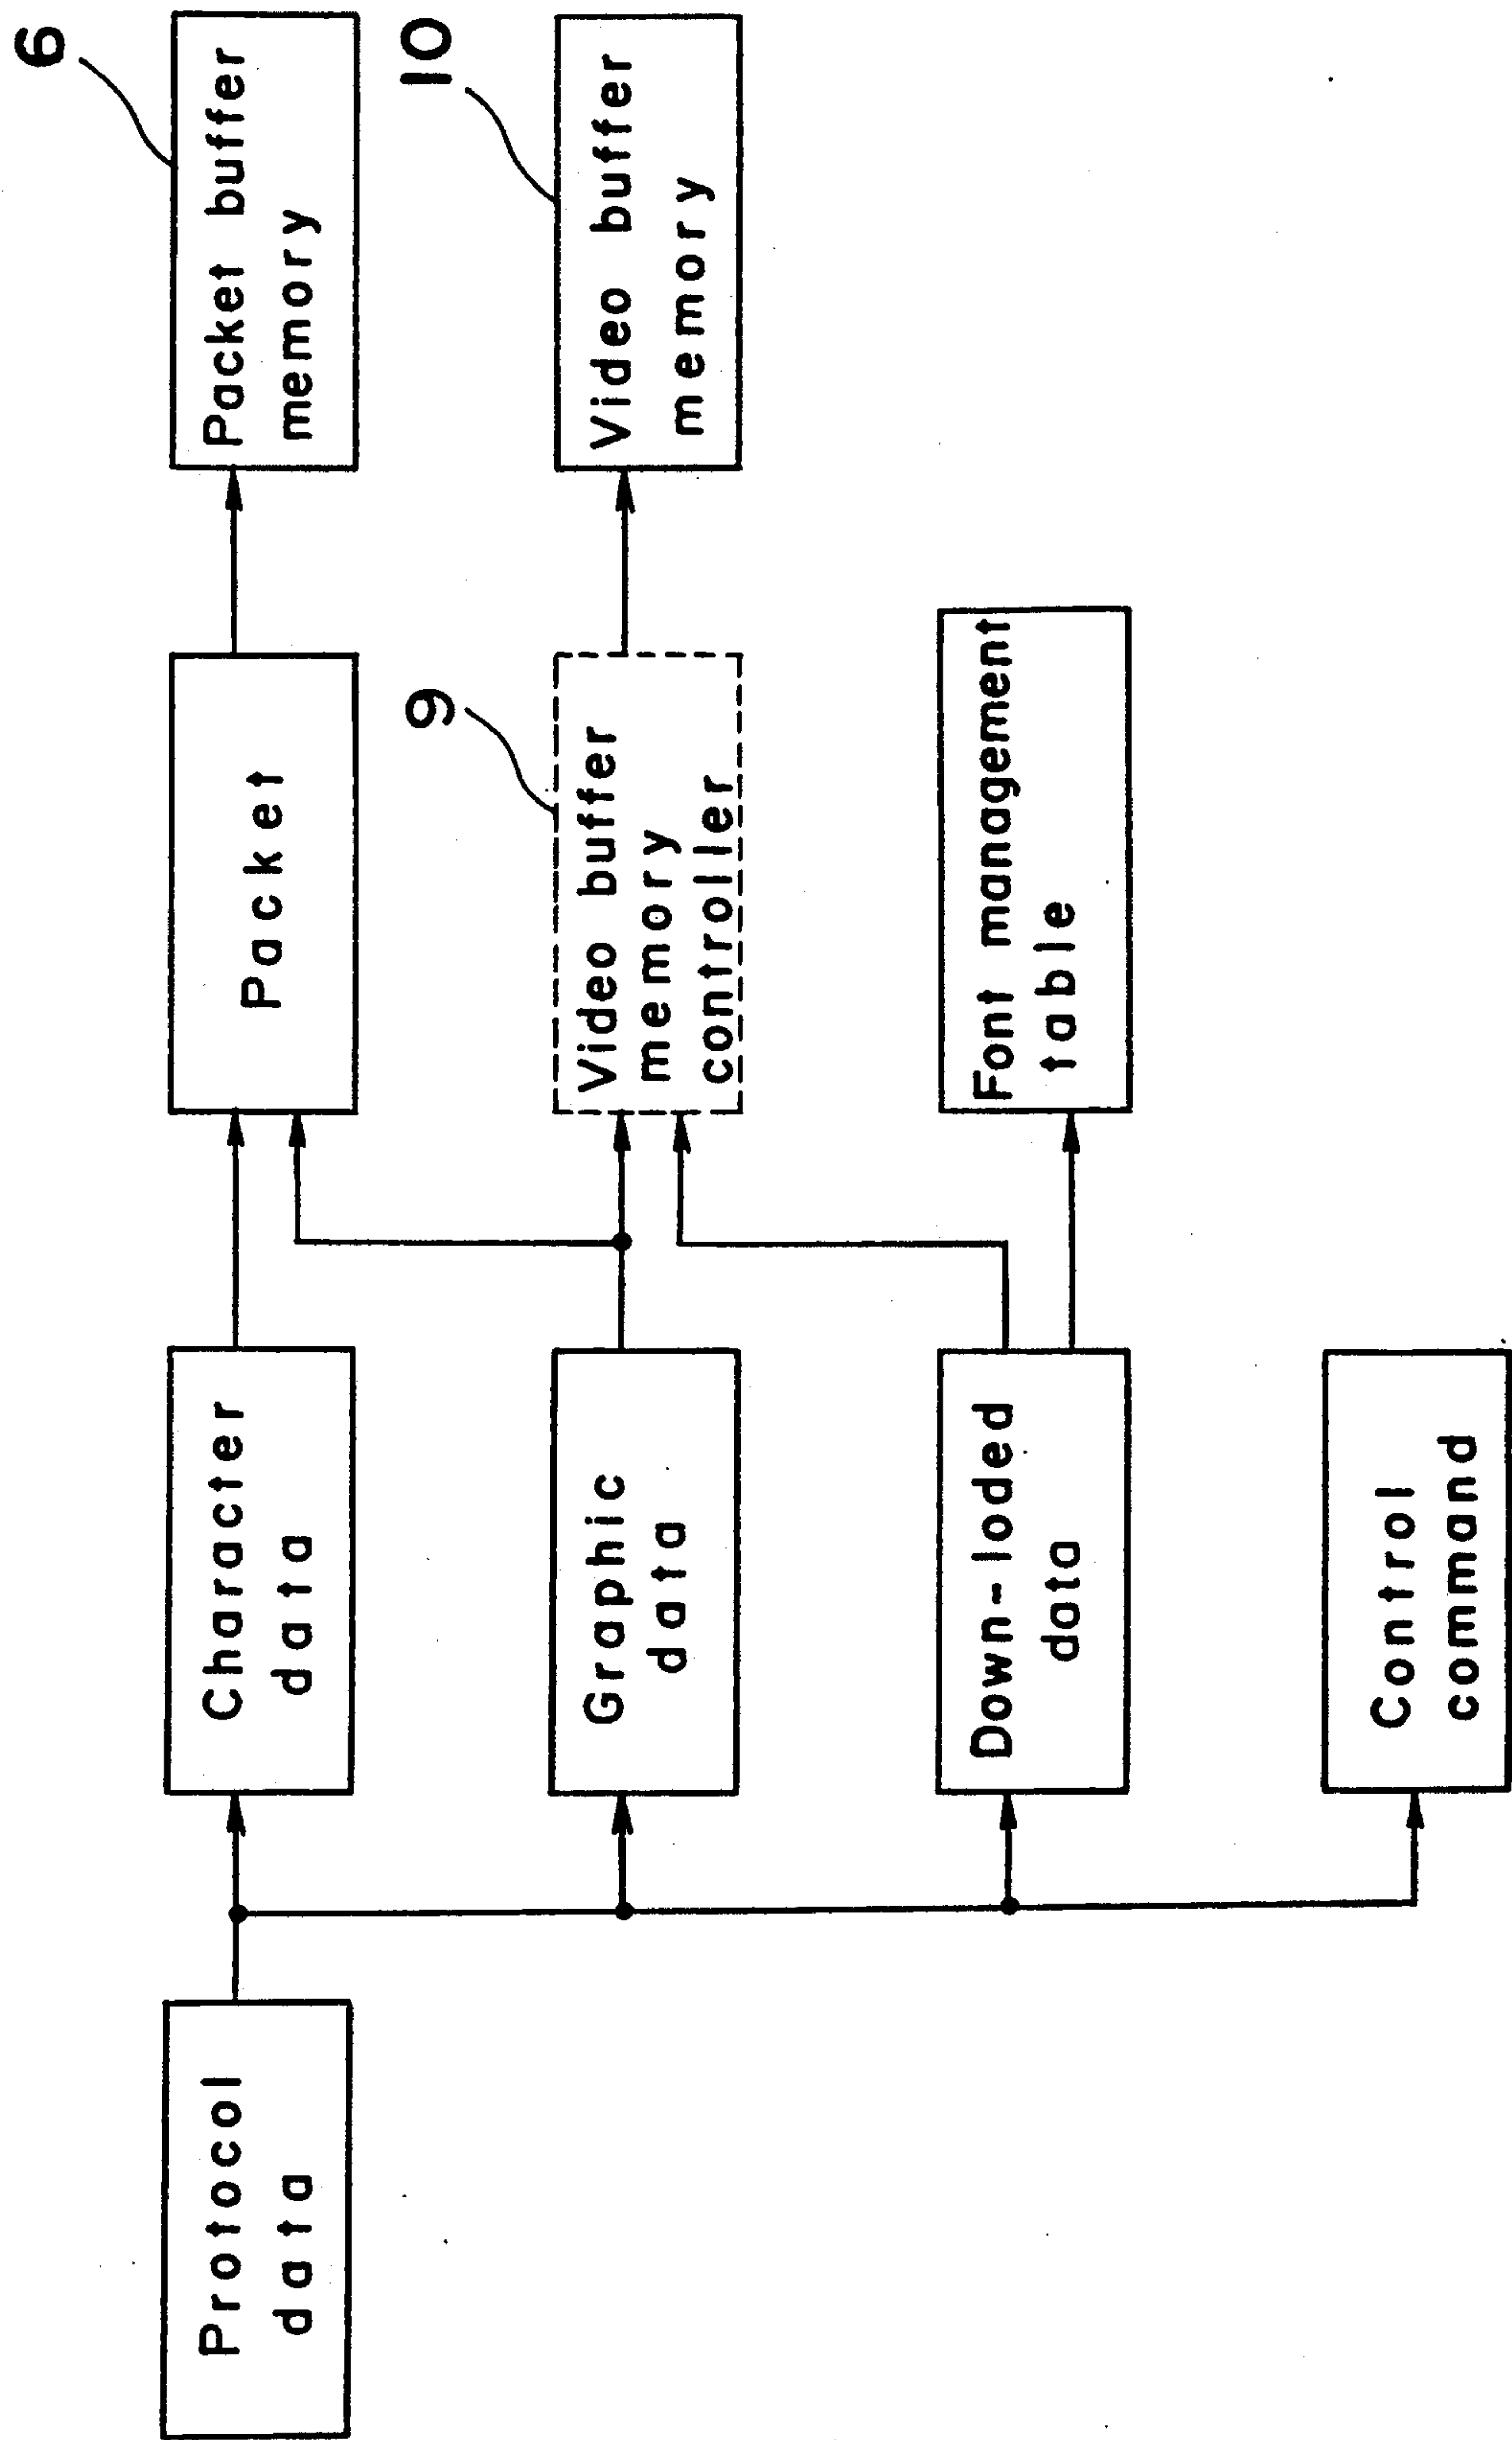 Protocol
data
Character
data
Packet
Packet buffer
memory
6
Graphic
data
Video buffer
memory
controller
9
Video buffer
memory
10
Down-loded
data
Font management
table
Control
command